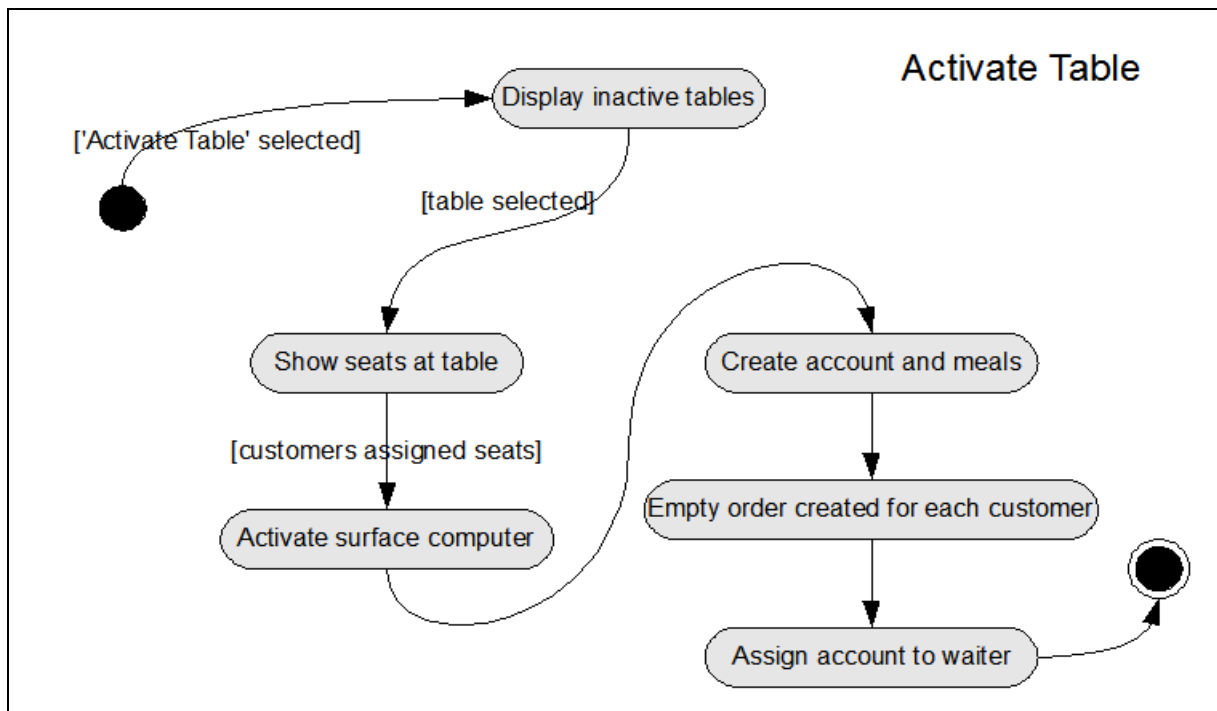 Activate Table
Display inactive tables
['Activate Table' selected]
[table selected]
Show seats at table
[customers assigned seats]
Activate surface computer
Create account and meals
Empty order created for each customer
Assign account to waiter